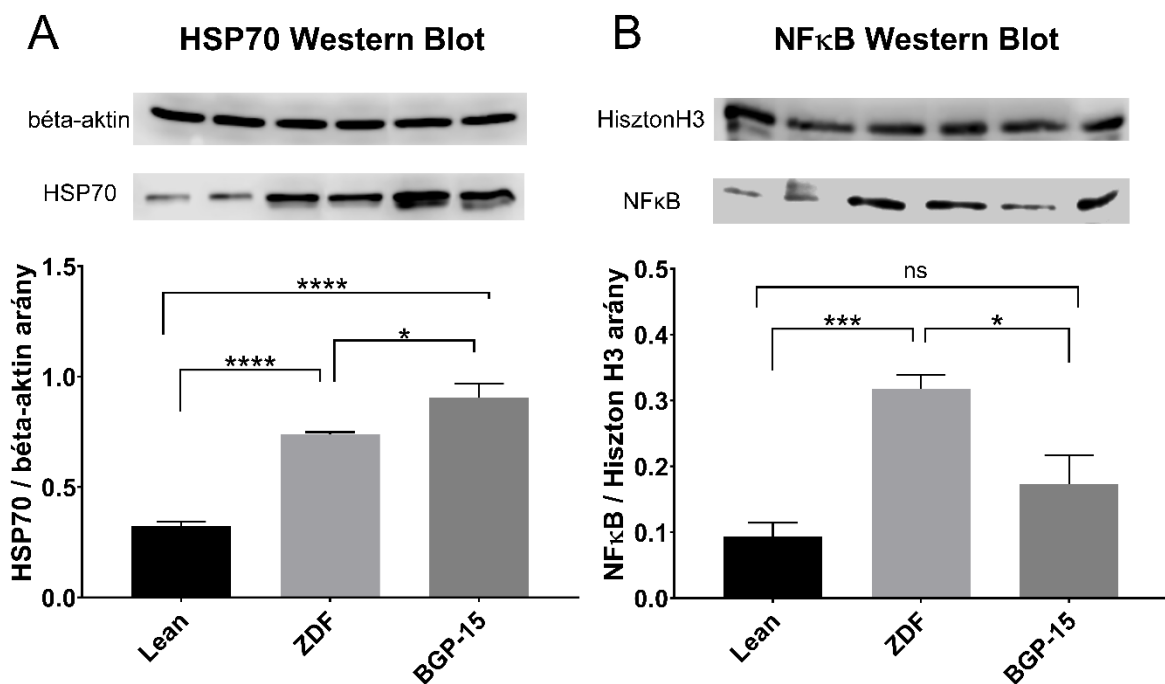 A
HSP70 Western Blot
béta-aktin
HSP70
HSP70 / béta-aktin arány
1.5
1.0
0.5
0.0
****
****
*
Lean
ZDF
BGP-15
B
NFκB Western Blot
HisztonH3
NFκB
NFκB / Hiszton H3 arány
0.5
0.4
0.3
0.2
0.1
0.0
ns
***
*
Lean
ZDF
BGP-15